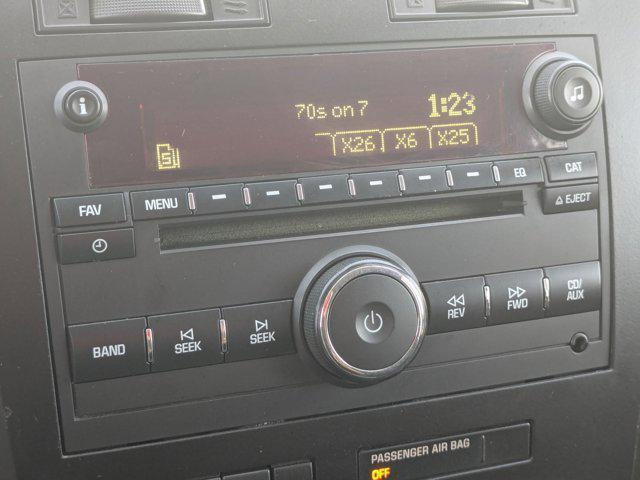 70s on 7 1:23
X26 X6 X25
S
i
FAV MENU EQ CAT
EJECT
BAND SEEK SEEK REV FWD CD/
AUX
PASSENGER AIR BAG
OFF